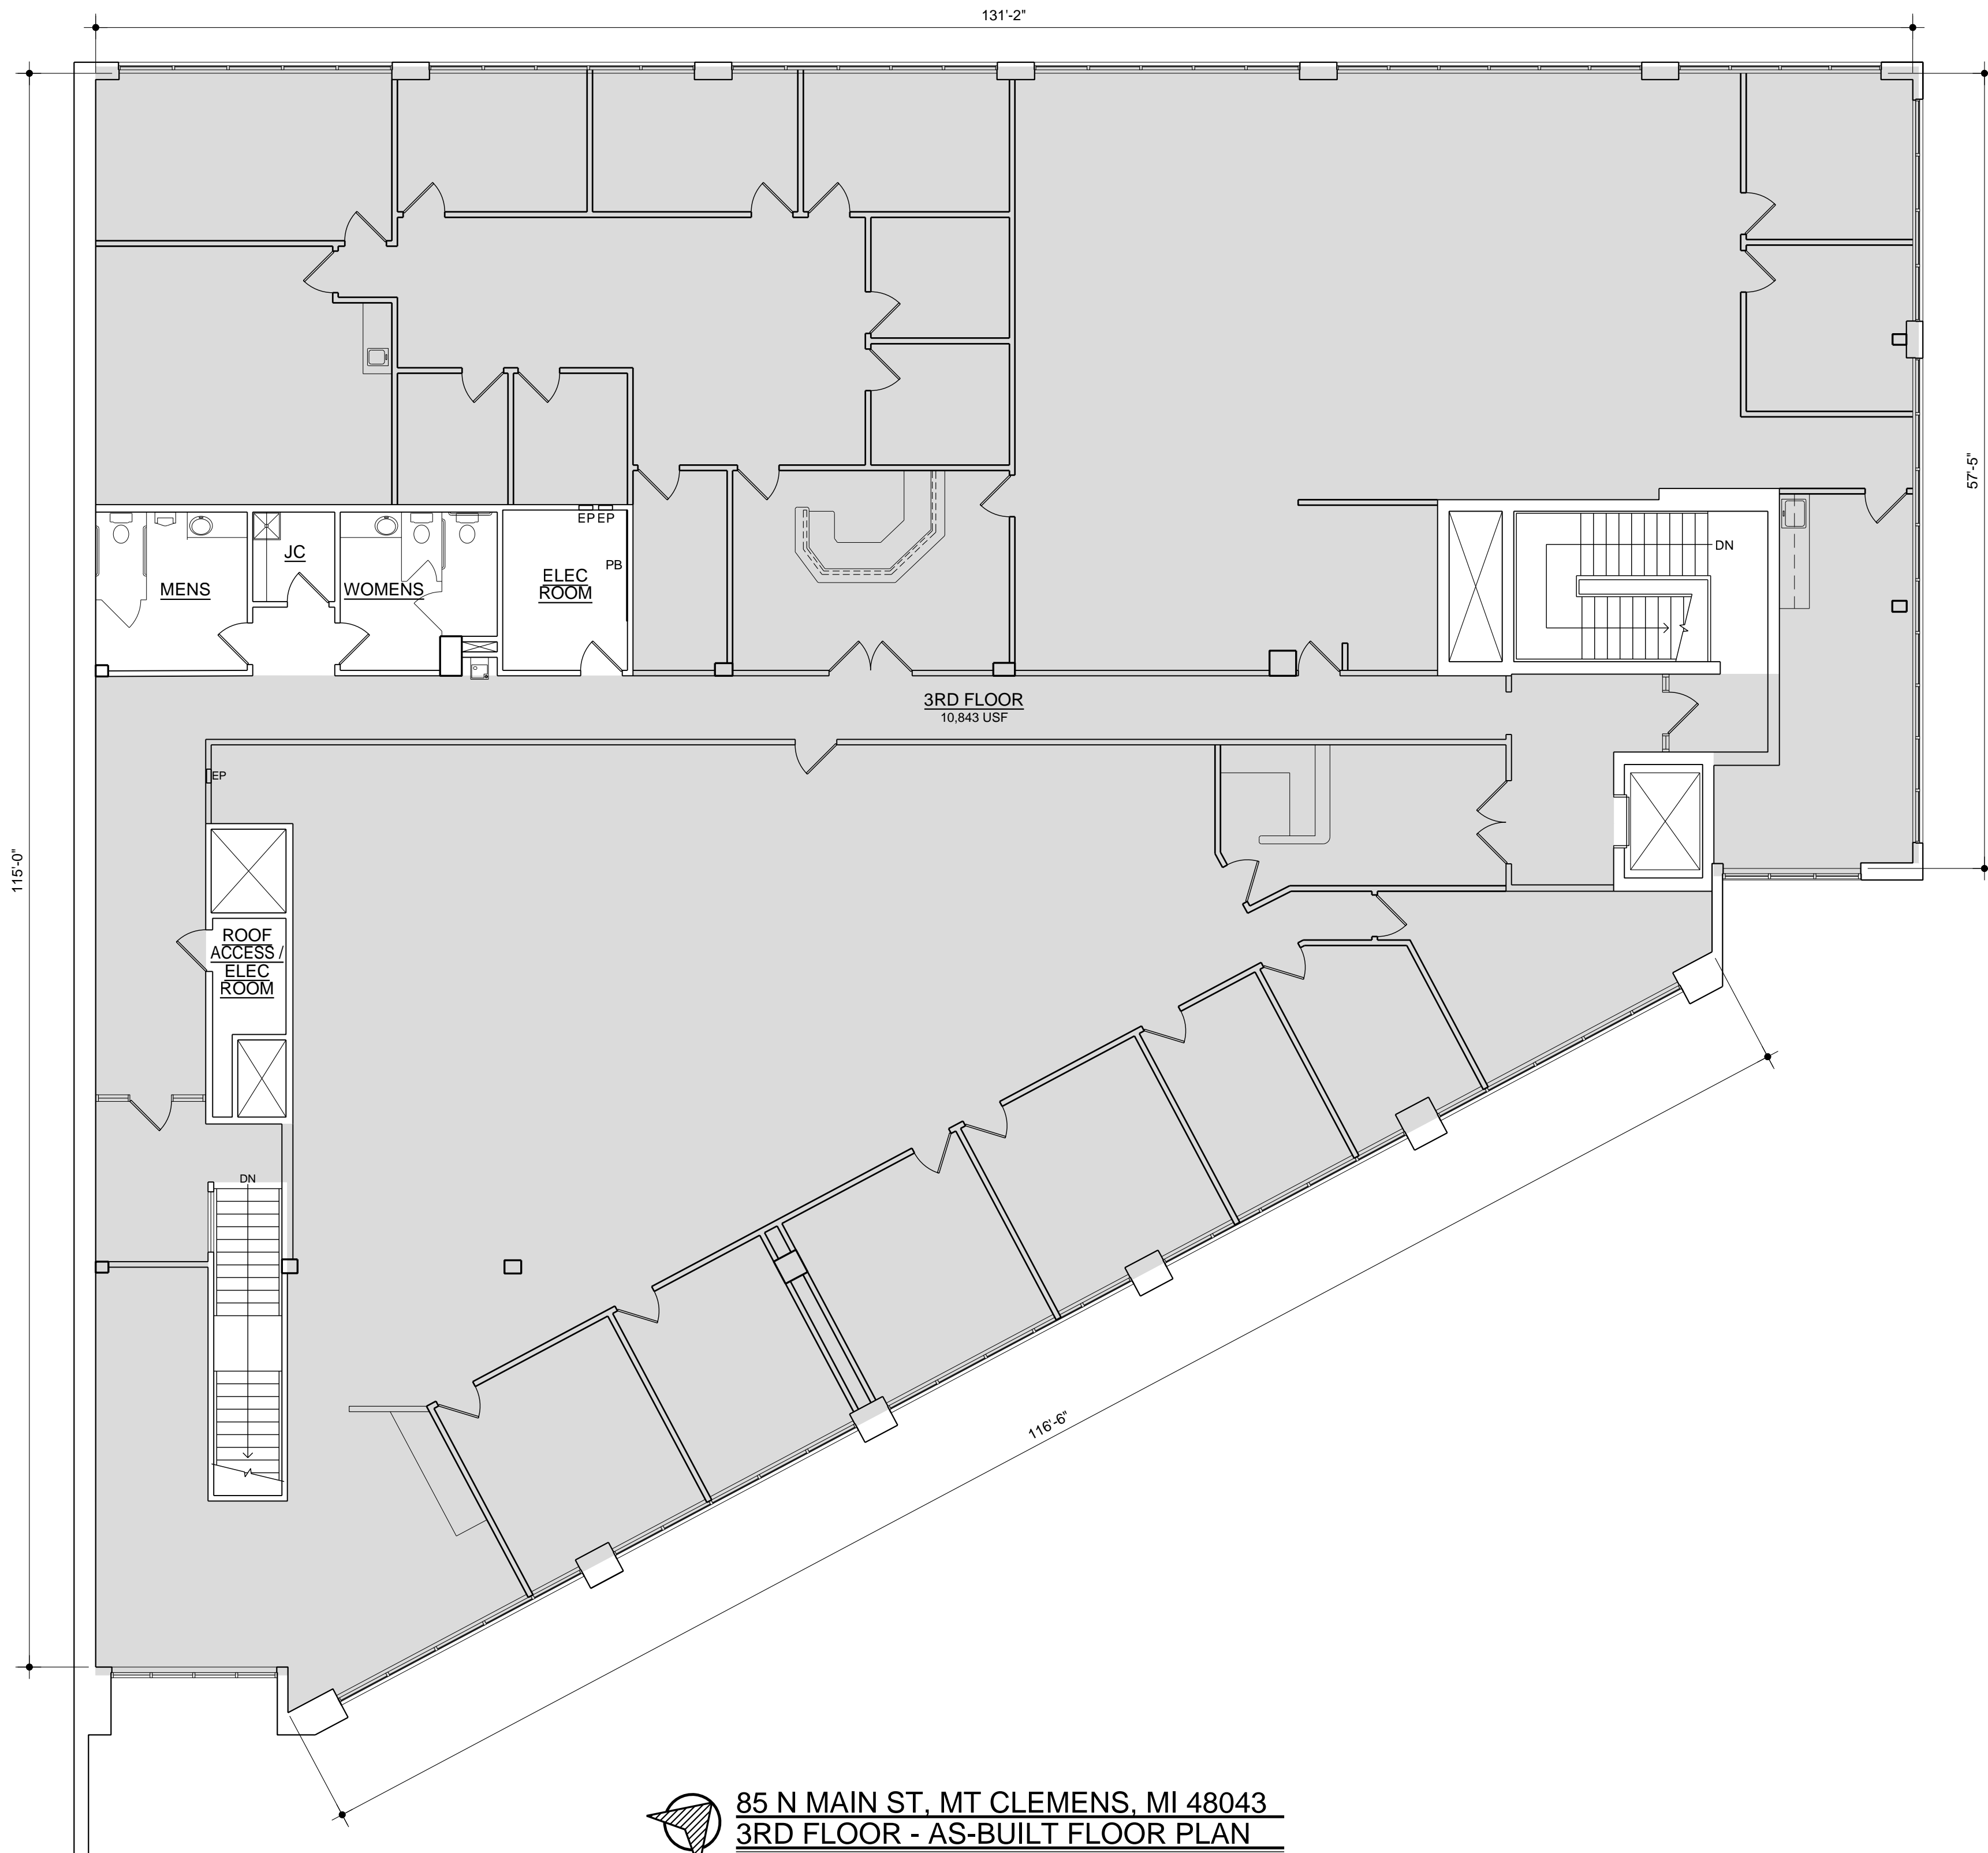 131'-2"
EP EP
JC
PB
DN
MENS
WOMENS
ELEC
ROOM
57'-5"
3RD FLOOR
10,843 USF
EP
115'-0"
ROOF
ACCESS /
ELEC
ROOM
DN
116'-6"
85 N MAIN ST, MT CLEMENS, MI 48043
3RD FLOOR - AS-BUILT FLOOR PLAN